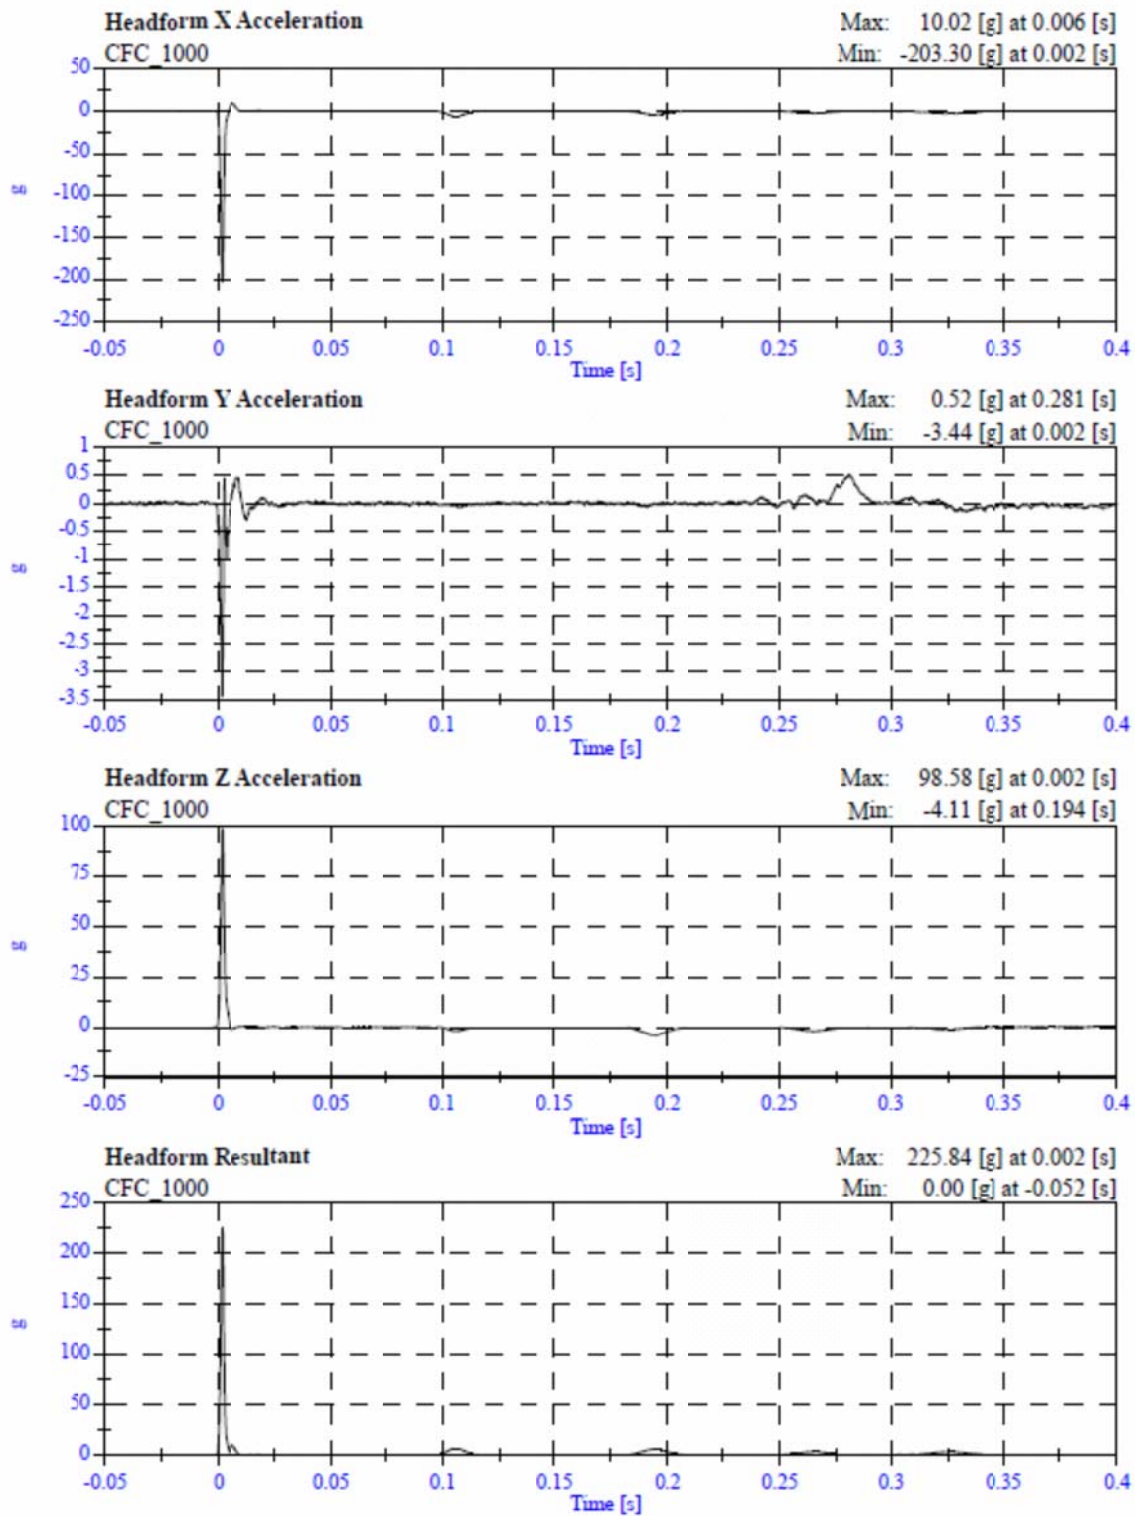 Headform X Acceleration Max: 10.02 [g] at 0.006 [s]
CFC_1000 Min: -203.30 [g] at 0.002 [s]
50
0
-50
-100
-150
-200
-250
g
-0.05 0 0.05 0.1 0.15 0.2 0.25 0.3 0.35 0.4
Time [s]
Headform Y Acceleration Max: 0.52 [g] at 0.281 [s]
CFC_1000 Min: -3.44 [g] at 0.002 [s]
1
0.5
0
-0.5
-1
-1.5
-2
-2.5
-3
-3.5
g
-0.05 0 0.05 0.1 0.15 0.2 0.25 0.3 0.35 0.4
Time [s]
Headform Z Acceleration Max: 98.58 [g] at 0.002 [s]
CFC_1000 Min: -4.11 [g] at 0.194 [s]
100
75
50
25
0
-25
g
-0.05 0 0.05 0.1 0.15 0.2 0.25 0.3 0.35 0.4
Time [s]
Headform Resultant Max: 225.84 [g] at 0.002 [s]
CFC_1000 Min: 0.00 [g] at -0.052 [s]
250
200
150
100
50
0
g
-0.05 0 0.05 0.1 0.15 0.2 0.25 0.3 0.35 0.4
Time [s]